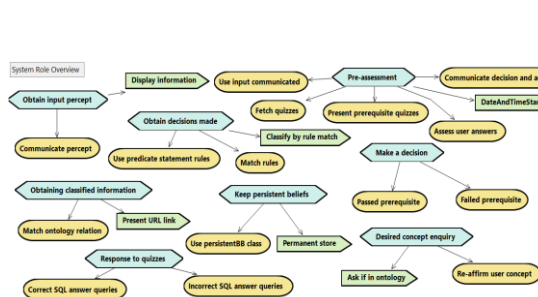 System Role Overview
Display information
Use input communicated
Pre-assessment
Communicate decision and a
Obtain input percept
DateAndTimeStar
Fetch quizzes
Present prerequisite quizzes
Obtain decisions made
Assess user answers
Classify by rule match
Communicate percept
Use predicate statement rules
Match rules
Make a decision
Passed prerequisite
Failed prerequisite
Obtaining classified information
Keep persistent beliefs
Present URL link
Match ontology relation
Use persistentBB class
Permanent store
Desired concept enquiry
Response to quizzes
Ask if in ontology
Re-affirm user concept
Correct SQL answer queries
Incorrect SQL answer queries